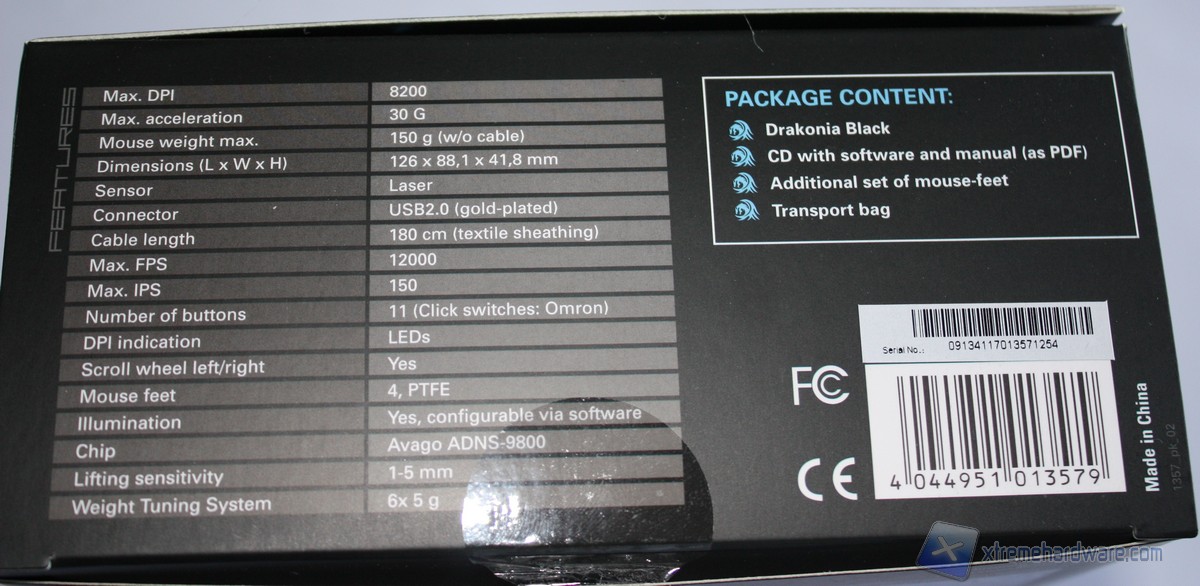 FEATURES
Max. DPI 8200
Max. acceleration 30 G
Mouse weight max. 150 g (w/o cable)
Dimensions (L x W x H) 126 x 88,1 x 41,8 mm
Sensor Laser
Connector USB2.0 (gold-plated)
Cable length 180 cm (textile sheathing)
Max. FPS 12000
Max. IPS 150
Number of buttons 11 (Click switches: Omron)
DPI indication LEDs
Scroll wheel left/right Yes
Mouse feet 4, PTFE
Illumination Yes, configurable via software
Chip Avago ADNS-9800
Lifting sensitivity 1-5 mm
Weight Tuning System 6x 5 g
PACKAGE CONTENT:
Drakonia Black
CD with software and manual (as PDF)
Additional set of mouse-feet
Transport bag
Serial No.: 09134117013571254
FC
CE
4 044951 013579
Made in China
1357_pk_02
xtremehardware.com